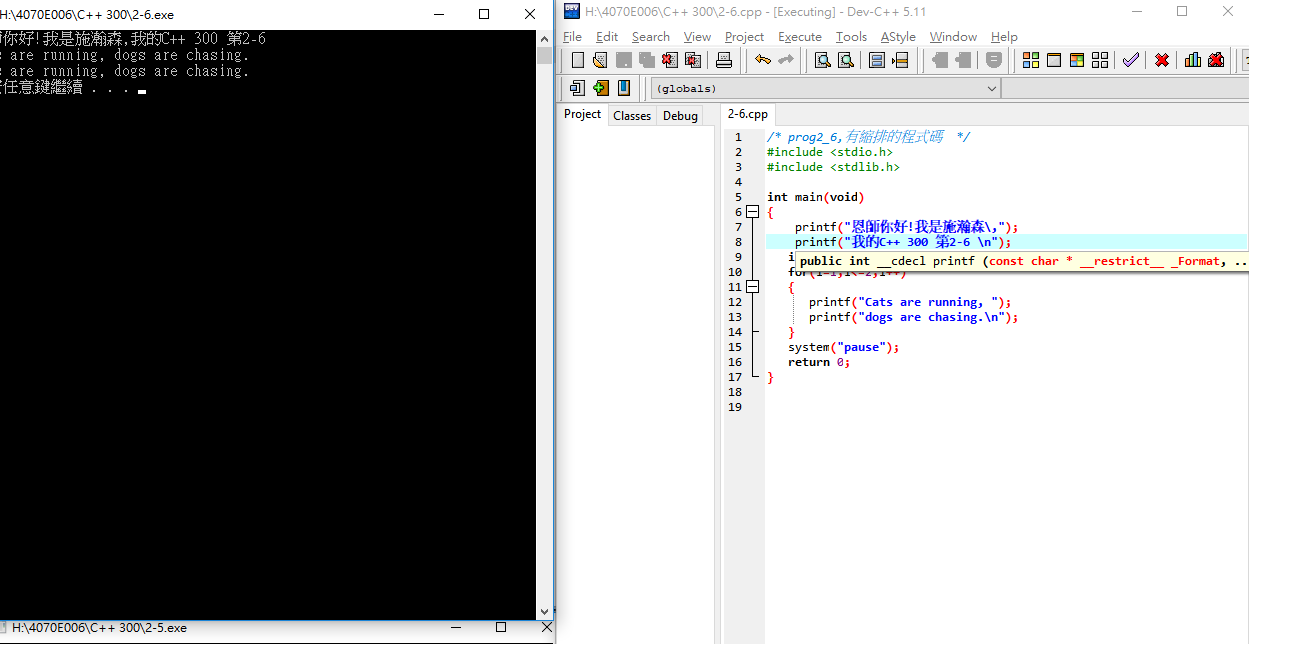 H:\4070E006\C++ 300\2-6.exe
你好!我是施瀚森,我的C++ 300 第2-6
are running, dogs are chasing.
are running, dogs are chasing.
任意鍵繼續 . . .
H:\4070E006\C++ 300\2-5.exe
H:\4070E006\C++ 300\2-6.cpp - [Executing] - Dev-C++ 5.11
File Edit Search View Project Execute Tools AStyle Window Help
(globals)
Project Classes Debug
2-6.cpp
1 /* prog2_6,有縮排的程式碼 */
2 #include <stdio.h>
3 #include <stdlib.h>
4
5 int main(void)
6 {
7 printf("恩師你好!我是施瀚森\,");
8 printf("我的C++ 300 第2-6 \n");
9 i
public int __cdecl printf (const char * __restrict__ _Format, ..
10 for(i=1;i<=2;i++)
11 {
12 printf("Cats are running, ");
13 printf("dogs are chasing.\n");
14 }
15 system("pause");
16 return 0;
17 }
18
19